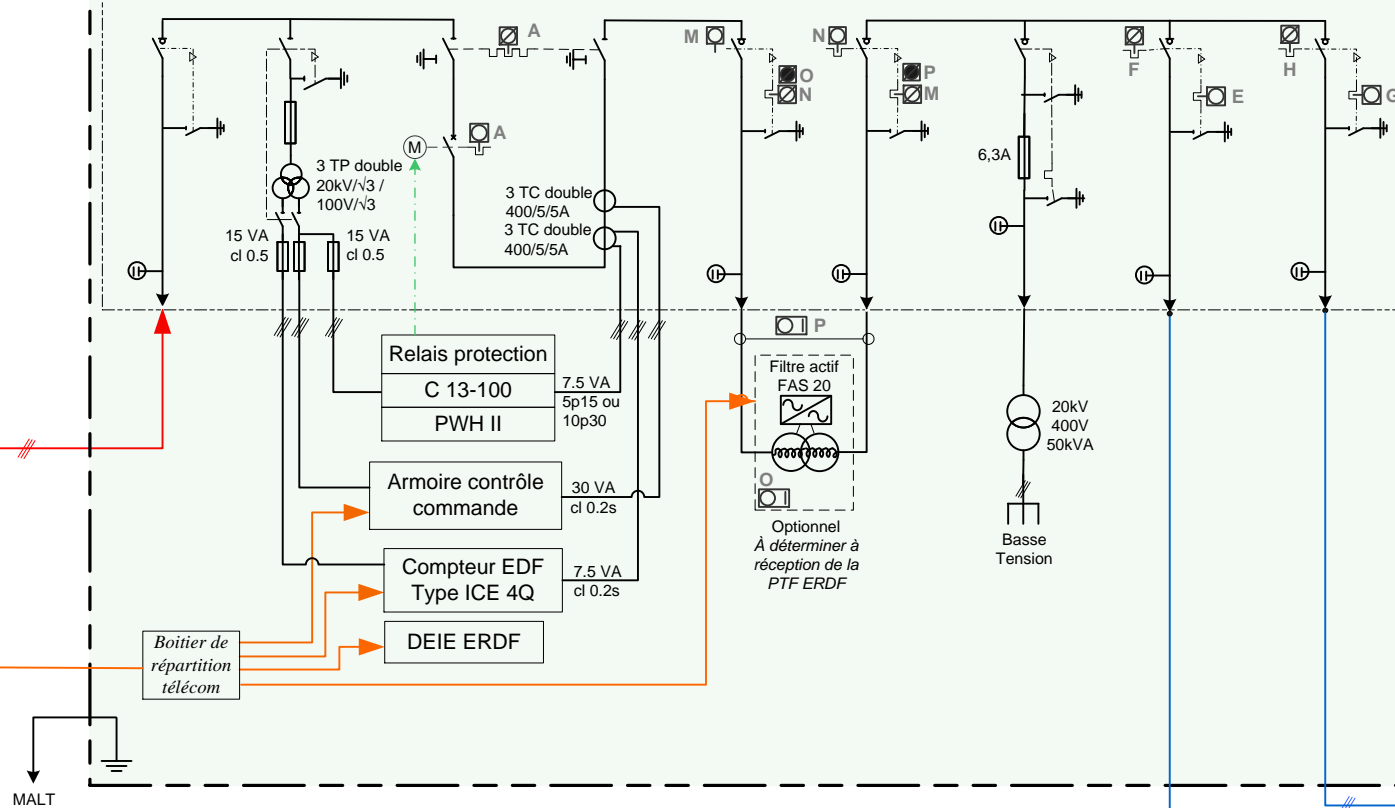 A
M
O
N
N
P
M
F
E
H
G
A
M
3 TP double
20kV/√3 /
100V/√3
6,3A
3 TC double
400/5/5A
3 TC double
400/5/5A
15 VA
cl 0.5
15 VA
cl 0.5
P
Relais protection
C 13-100
PWH II
7.5 VA
5p15 ou
10p30
Filtre actif
FAS 20
O
20kV
400V
50kVA
Armoire contrôle
commande
30 VA
cl 0.2s
Optionnel
À déterminer à
réception de la
PTF ERDF
Basse
Tension
Compteur EDF
Type ICE 4Q
7.5 VA
cl 0.2s
DEIE ERDF
Boitier de
répartition
télécom
MALT